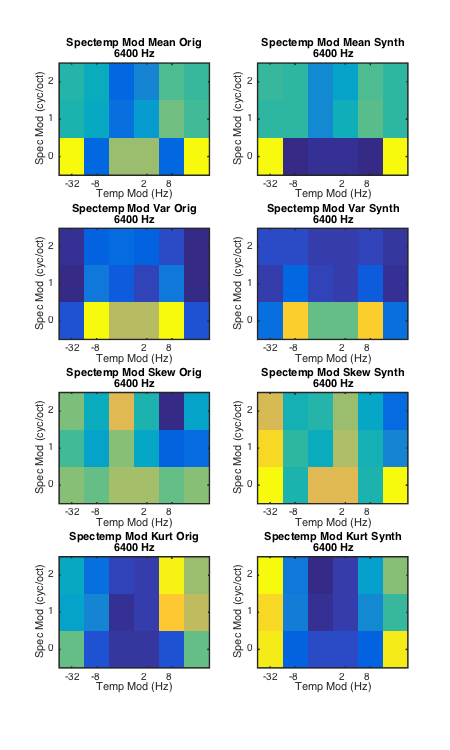 Spectemp Mod Mean Orig
6400 Hz
Spec Mod (cyc/oct)
2
1
0
-32 -8 2 8
Temp Mod (Hz)
Spectemp Mod Mean Synth
6400 Hz
Spec Mod (cyc/oct)
2
1
0
-32 -8 2 8
Temp Mod (Hz)
Spectemp Mod Var Orig
6400 Hz
Spec Mod (cyc/oct)
2
1
0
-32 -8 2 8
Temp Mod (Hz)
Spectemp Mod Var Synth
6400 Hz
Spec Mod (cyc/oct)
2
1
0
-32 -8 2 8
Temp Mod (Hz)
Spectemp Mod Skew Orig
6400 Hz
Spec Mod (cyc/oct)
2
1
0
-32 -8 2 8
Temp Mod (Hz)
Spectemp Mod Skew Synth
6400 Hz
Spec Mod (cyc/oct)
2
1
0
-32 -8 2 8
Temp Mod (Hz)
Spectemp Mod Kurt Orig
6400 Hz
Spec Mod (cyc/oct)
2
1
0
-32 -8 2 8
Temp Mod (Hz)
Spectemp Mod Kurt Synth
6400 Hz
Spec Mod (cyc/oct)
2
1
0
-32 -8 2 8
Temp Mod (Hz)